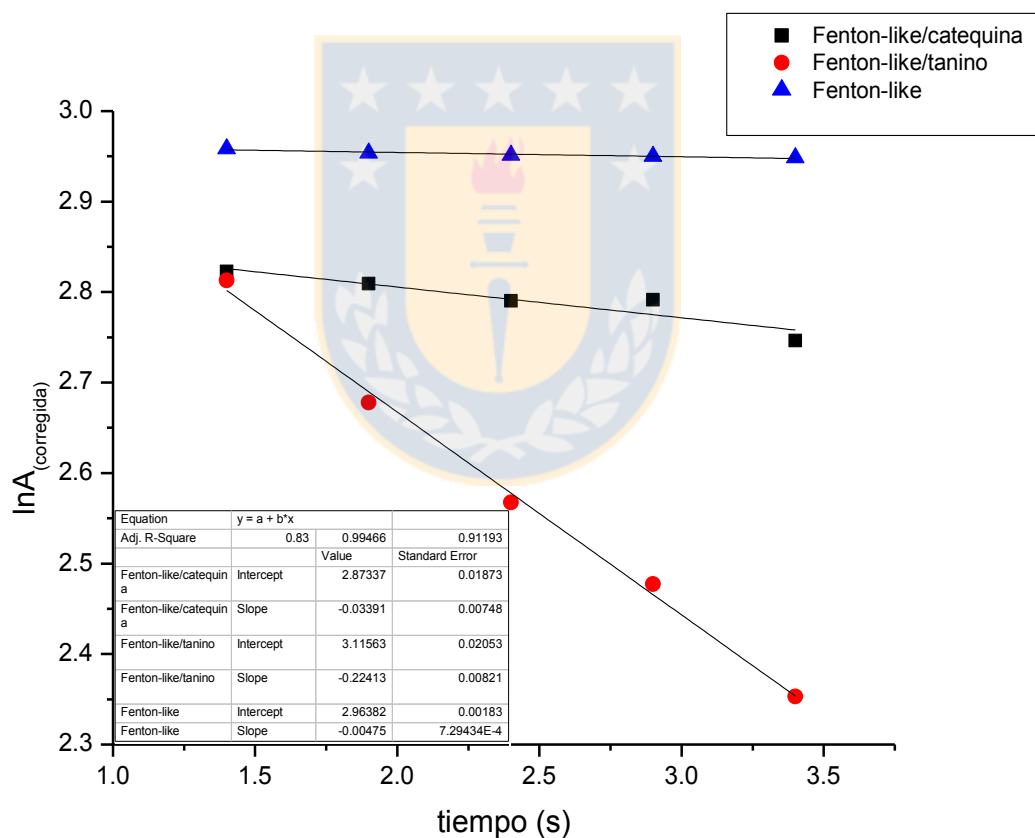 Fenton-like/catequina
Fenton-like/tanino
Fenton-like
3.0
2.9
2.8
2.7
2.6
2.5
2.4
2.3
lnA(corregida)
Equation y = a + b*x
Adj. R-Square 0.83 0.99466 0.91193
Value Standard Error
Fenton-like/catequin
a Intercept 2.87337 0.01873
Fenton-like/catequin
a Slope -0.03391 0.00748
Fenton-like/tanino Intercept 3.11563 0.02053
Fenton-like/tanino Slope -0.22413 0.00821
Fenton-like Intercept 2.96382 0.00183
Fenton-like Slope -0.00475 7.29434E-4
1.0 1.5 2.0 2.5 3.0 3.5
tiempo (s)